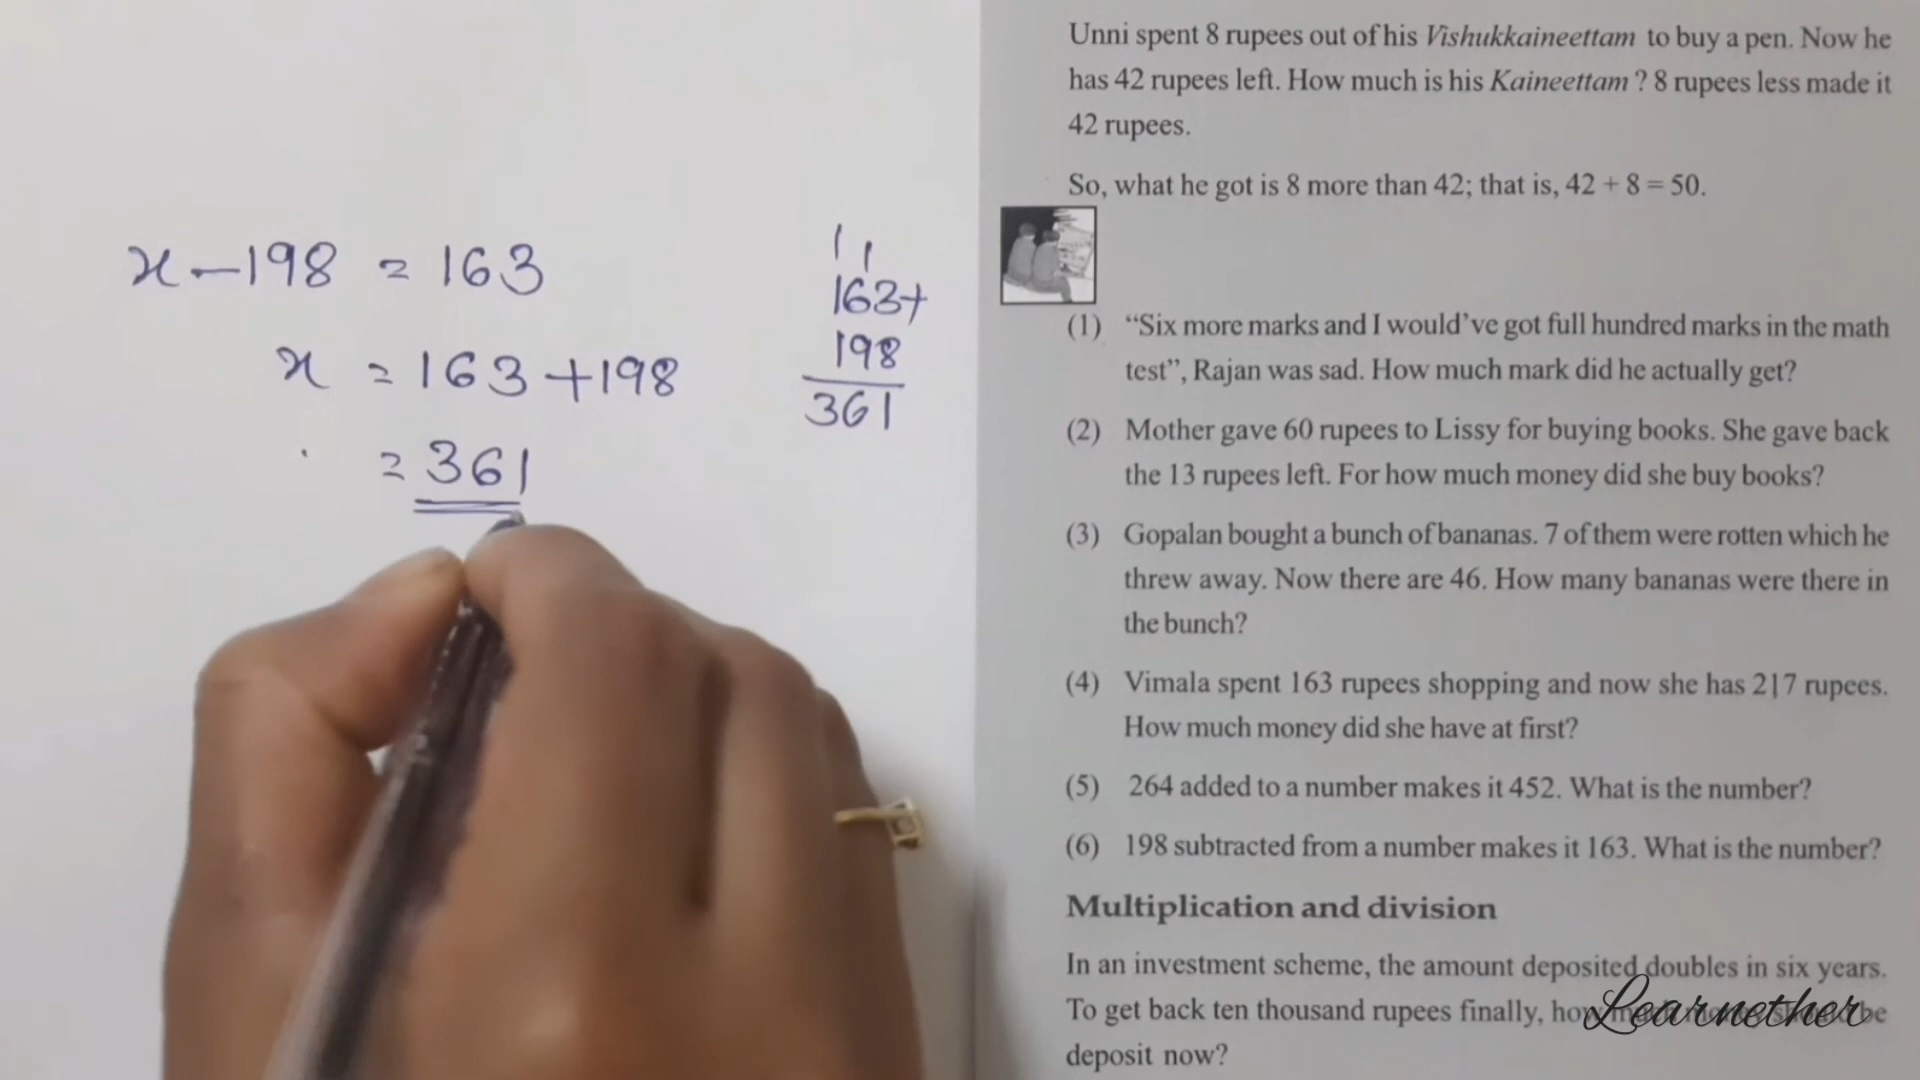 x - 198 = 163
x = 163 + 198
= 361
1 1
163+
198
361
Unni spent 8 rupees out of his Vishukkaineettam to buy a pen. Now he
has 42 rupees left. How much is his Kaineettam ? 8 rupees less made it
42 rupees.
So, what he got is 8 more than 42; that is, 42 + 8 = 50.
(1) “Six more marks and I would’ve got full hundred marks in the math
test”, Rajan was sad. How much mark did he actually get?
(2) Mother gave 60 rupees to Lissy for buying books. She gave back
the 13 rupees left. For how much money did she buy books?
(3) Gopalan bought a bunch of bananas. 7 of them were rotten which he
threw away. Now there are 46. How many bananas were there in
the bunch?
(4) Vimala spent 163 rupees shopping and now she has 217 rupees.
How much money did she have at first?
(5) 264 added to a number makes it 452. What is the number?
(6) 198 subtracted from a number makes it 163. What is the number?
Multiplication and division
In an investment scheme, the amount deposited doubles in six years.
To get back ten thousand rupees finally, how be
deposit now?
Learnether